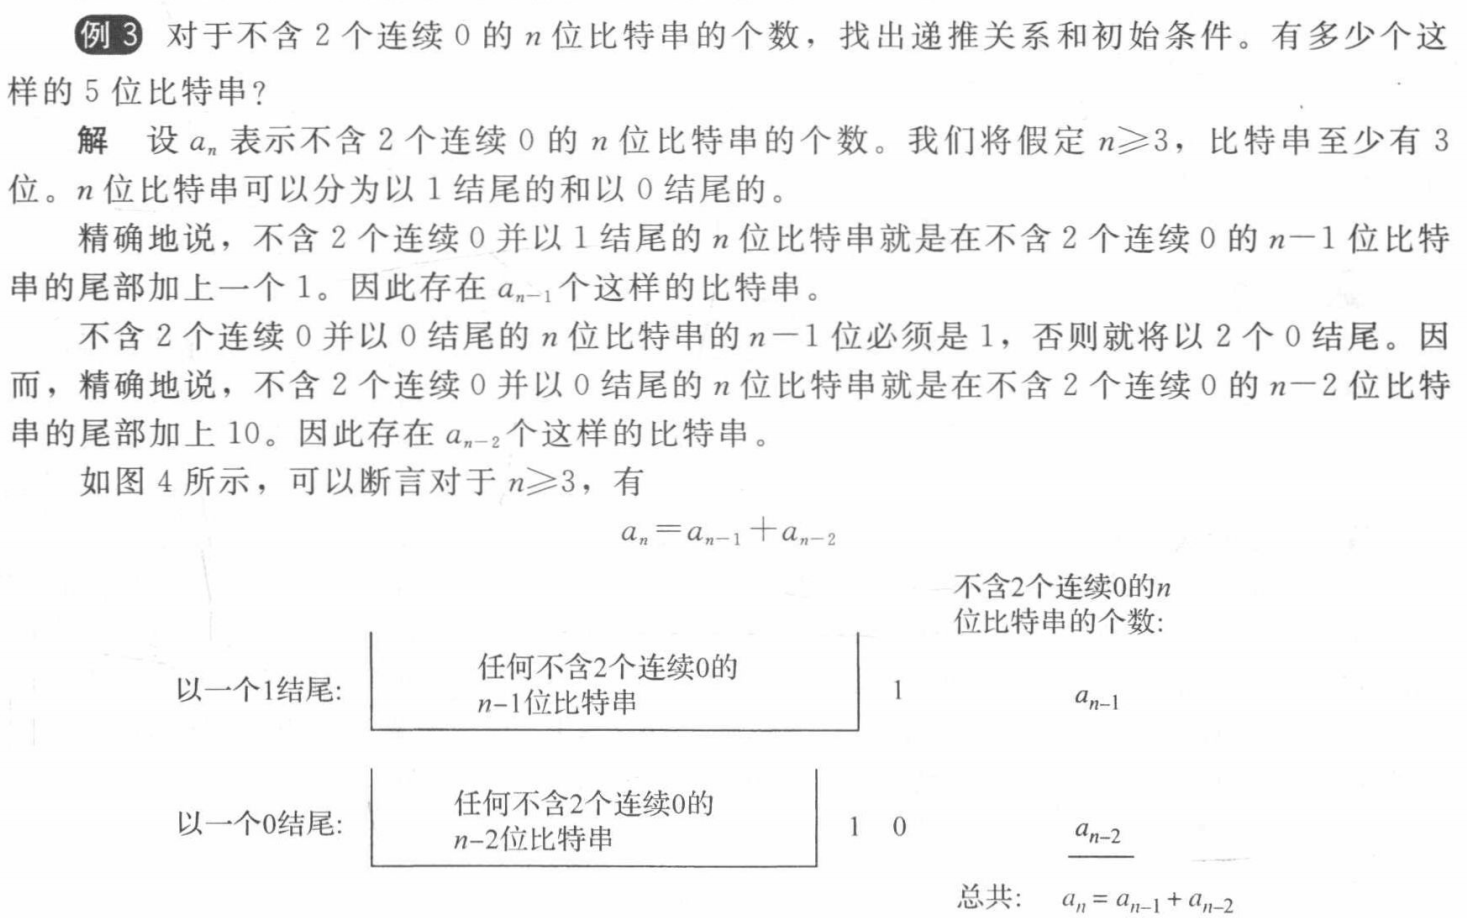 例3 对于不含 2 个连续 0 的 n 位比特串的个数，找出递推关系和初始条件。有多少个这
样的 5 位比特串？
解 设 aₙ 表示不含 2 个连续 0 的 n 位比特串的个数。我们将假定 n⩾3，比特串至少有 3
位。n 位比特串可以分为以 1 结尾的和以 0 结尾的。
精确地说，不含 2 个连续 0 并以 1 结尾的 n 位比特串就是在不含 2 个连续 0 的 n－1 位比特
串的尾部加上一个 1。因此存在 aₙ₋₁个这样的比特串。
不含 2 个连续 0 并以 0 结尾的 n 位比特串的 n－1 位必须是 1，否则就将以 2 个 0 结尾。因
而，精确地说，不含 2 个连续 0 并以 0 结尾的 n 位比特串就是在不含 2 个连续 0 的 n－2 位比特
串的尾部加上 10。因此存在 aₙ₋₂个这样的比特串。
如图 4 所示，可以断言对于 n⩾3，有
aₙ＝aₙ₋₁＋aₙ₋₂
不含2个连续0的n
位比特串的个数:
以一个1结尾:
任何不含2个连续0的
n–1位比特串
1
aₙ₋₁
以一个0结尾:
任何不含2个连续0的
n–2位比特串
1 0
aₙ₋₂
总共: aₙ = aₙ₋₁ + aₙ₋₂